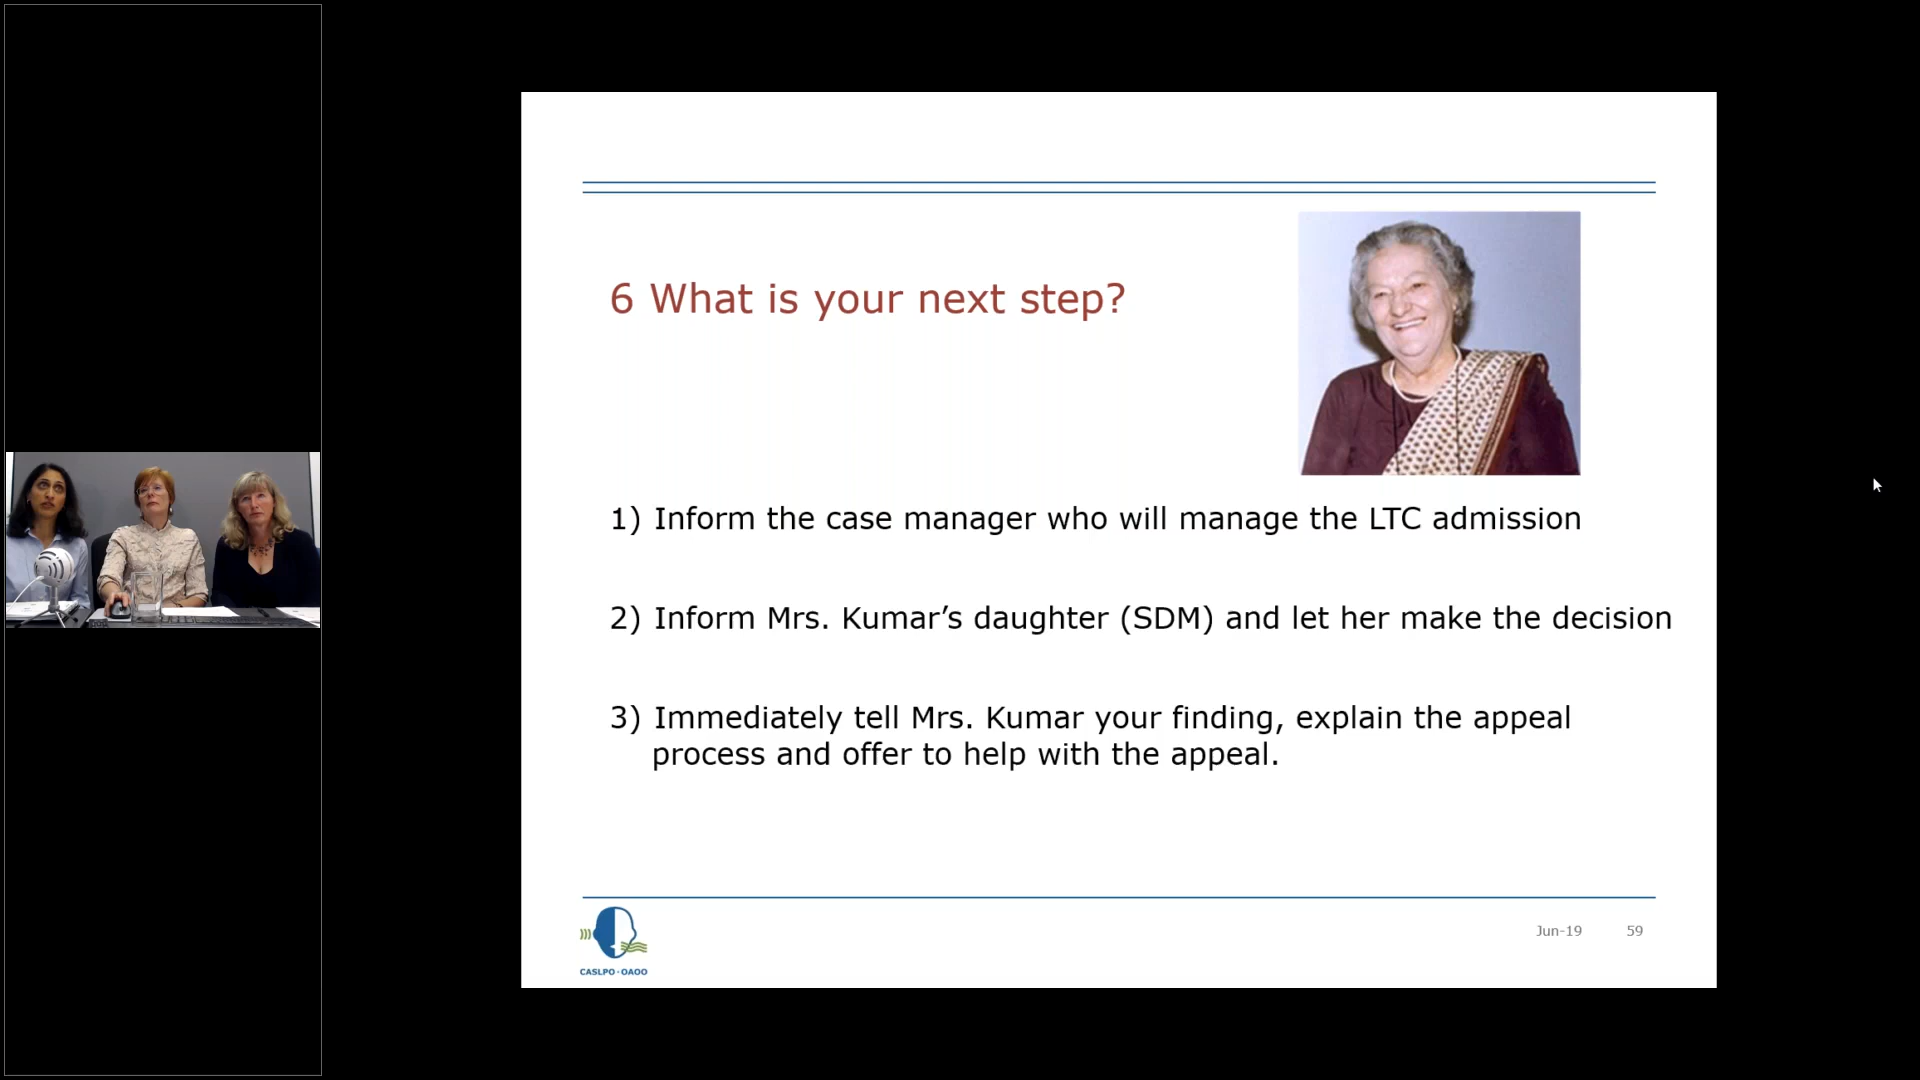 6 What is your next step?
1) Inform the case manager who will manage the LTC admission
2) Inform Mrs. Kumar’s daughter (SDM) and let her make the decision
3) Immediately tell Mrs. Kumar your finding, explain the appeal
process and offer to help with the appeal.
CASLPO·OAOO
Jun-19 59